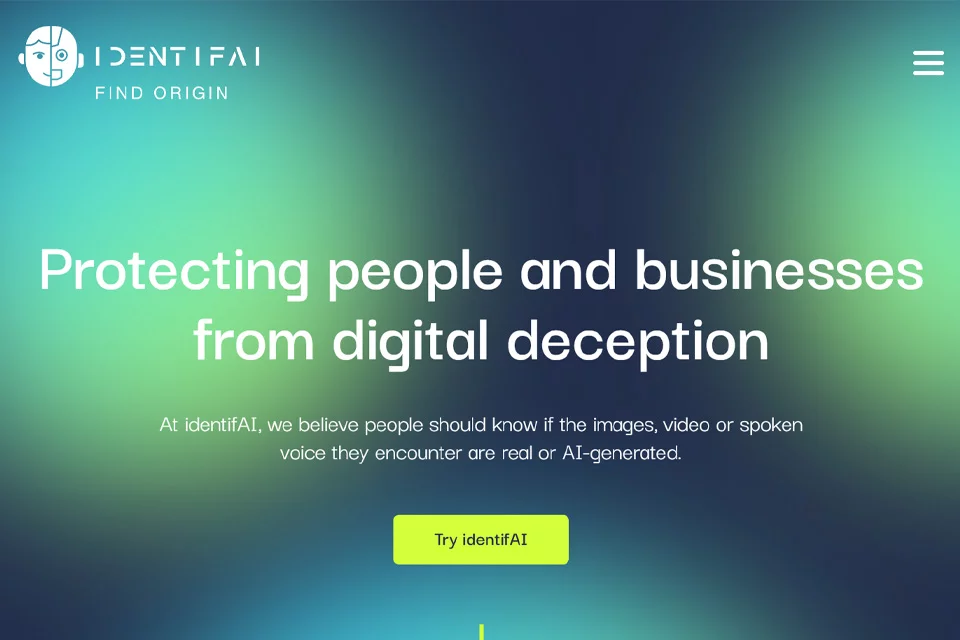 IDENTIFAI
FIND ORIGIN
Protecting people and businesses
from digital deception
At identifAI, we believe people should know if the images, video or spoken
voice they encounter are real or AI-generated.
Try identifAI